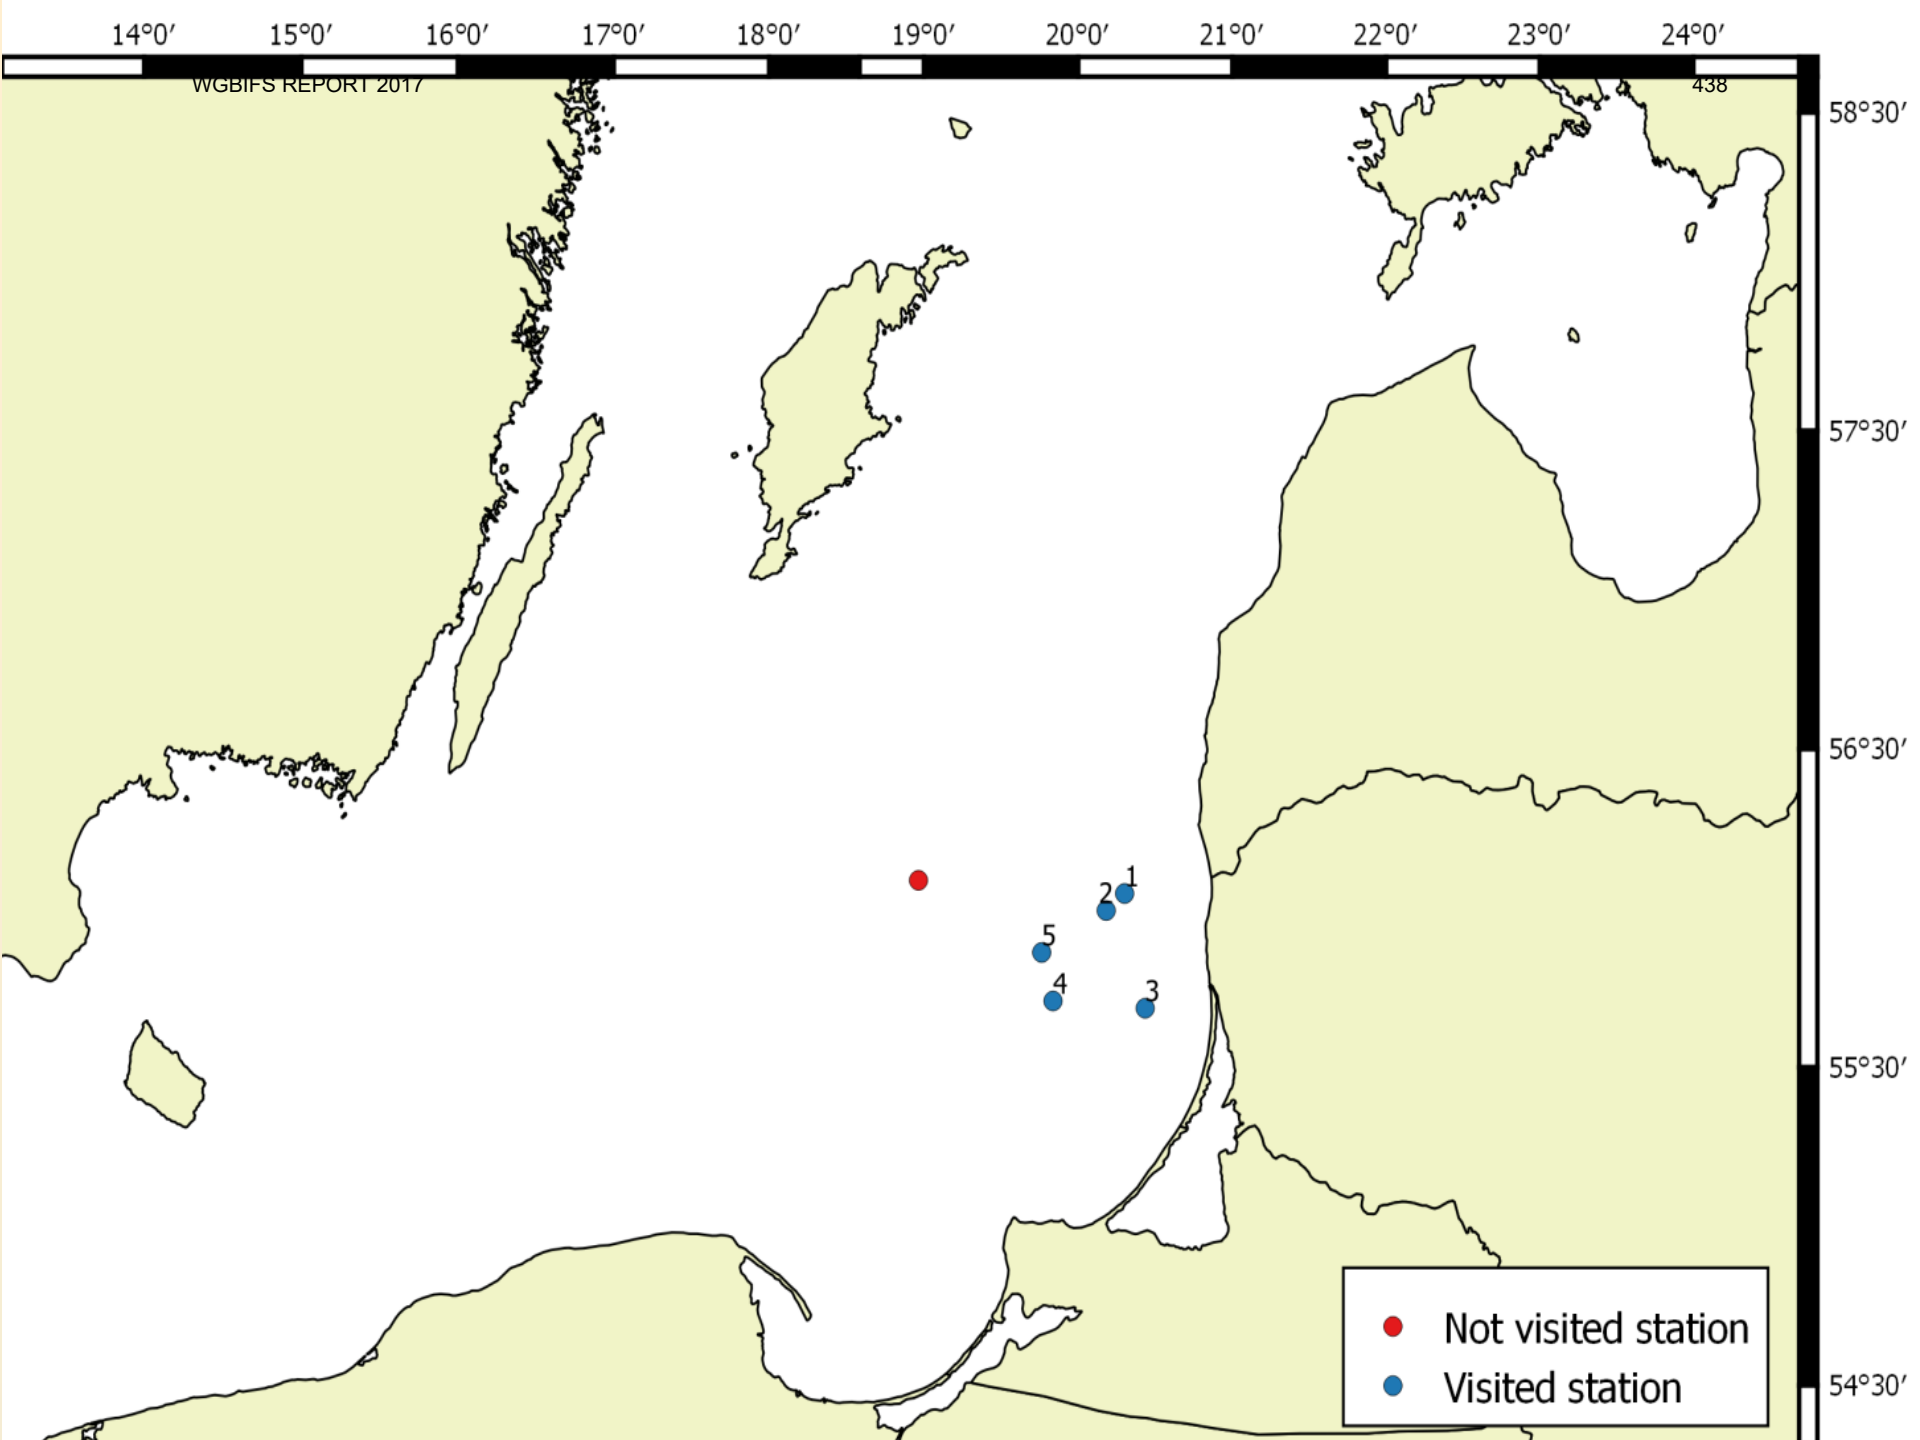 14°0′ 15°0′ 16°0′ 17°0′ 18°0′ 19°0′ 20°0′ 21°0′ 22°0′ 23°0′ 24°0′
WGBIFS REPORT 2017 438
58°30′
57°30′
56°30′
1
2
5
4
3
55°30′
Not visited station
Visited station
54°30′